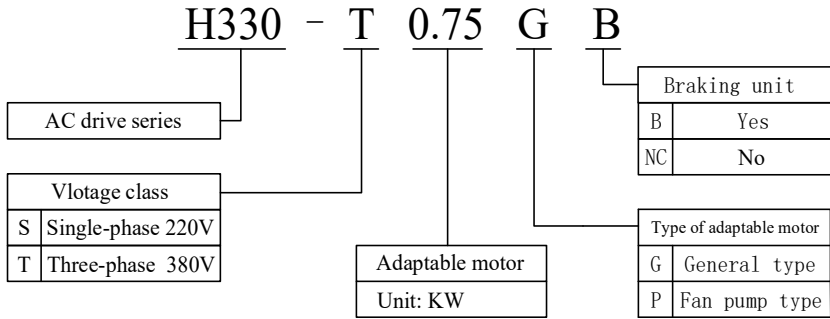 H330 - T 0.75 G B
AC drive series
Vlotage class
S Single-phase 220V
T Three-phase 380V
Adaptable motor
Unit: KW
Braking unit
B Yes
NC No
Type of adaptable motor
G General type
P Fan pump type